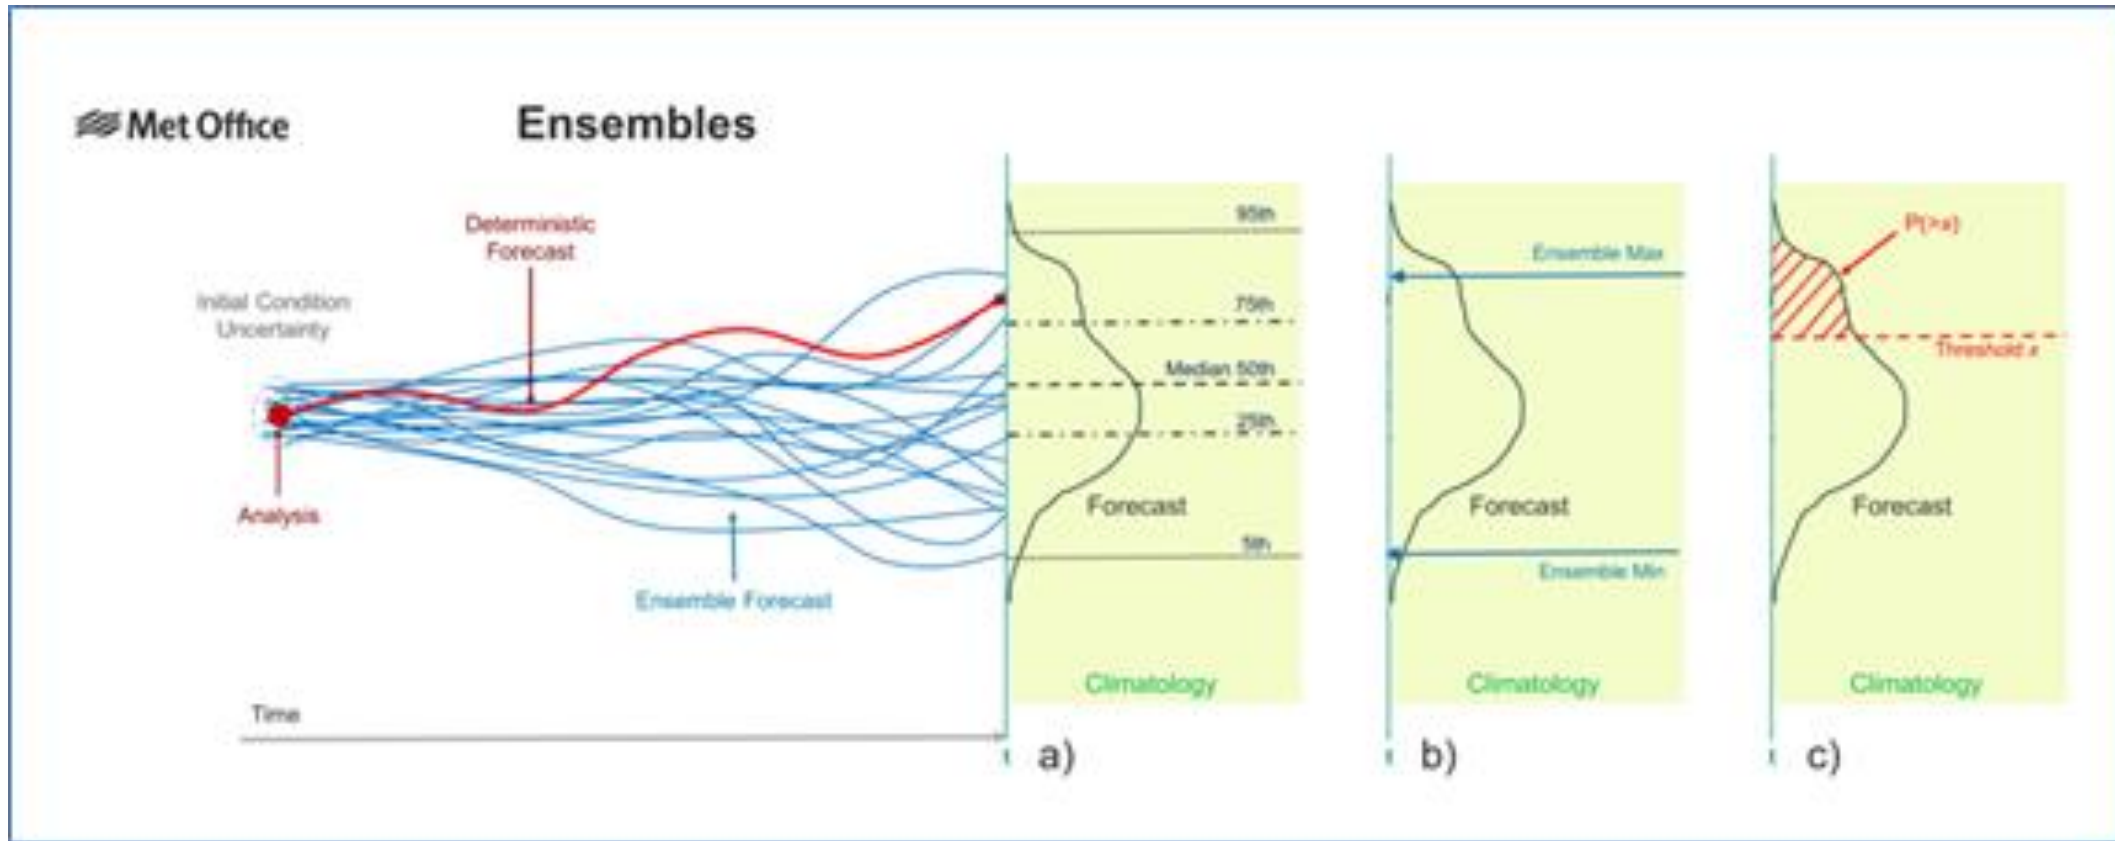 Met Office
Ensembles
Deterministic
Forecast
Initial Condition
Uncertainty
Analysis
Ensemble Forecast
Time
95th
75th
Median 50th
25th
Forecast
5th
Climatology
a)
Ensemble Max
Forecast
Ensemble Min
Climatology
b)
P(>x)
Threshold x
Forecast
Climatology
c)